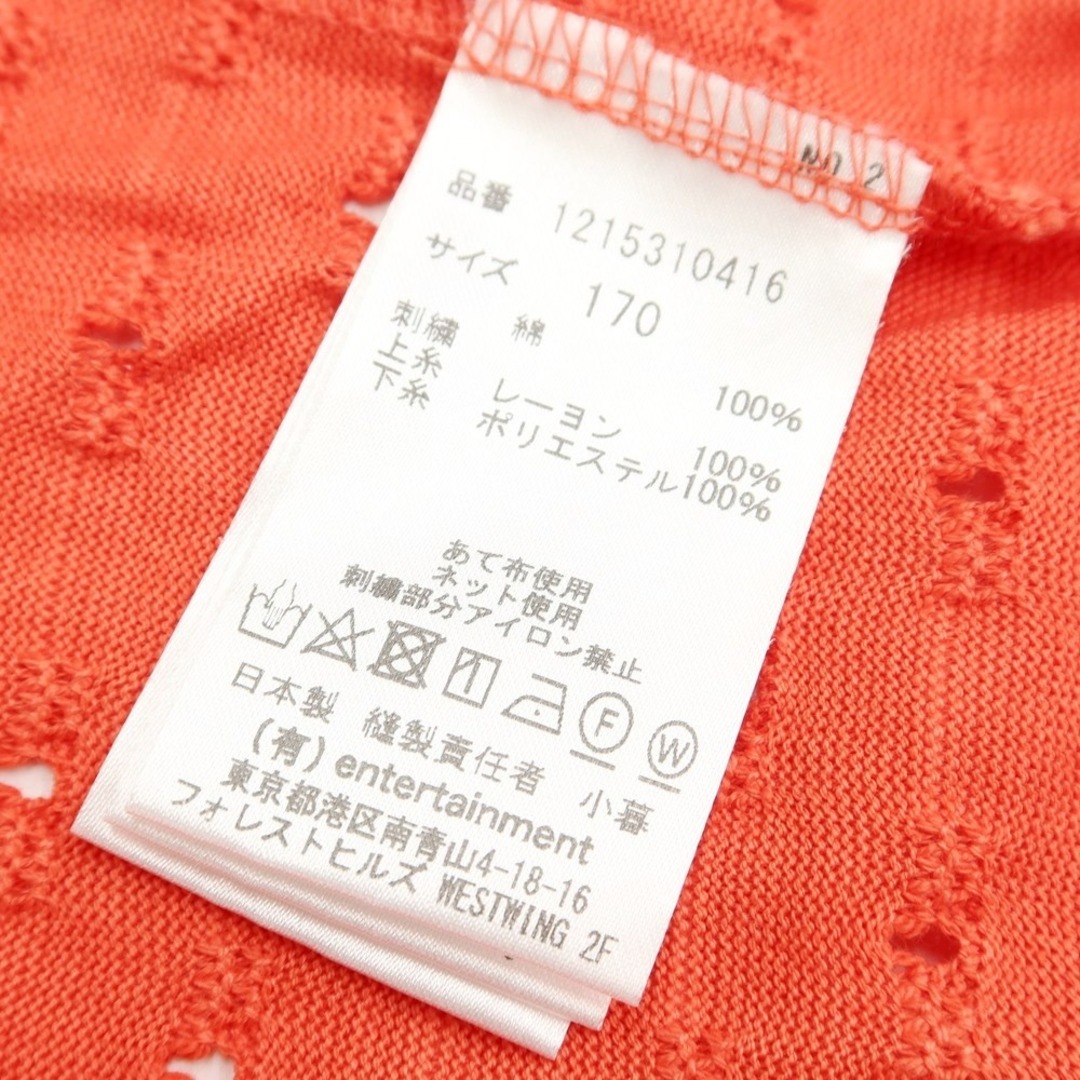 NO 2
品番 1215310416
サイズ 170
綿 100%
刺繍
上糸 レーヨン 100%
下糸 ポリエステル100%
あて布使用
ネット使用
刺繍部分アイロン禁止
F W
日本製 縫製責任者 小暮
(有) entertainment
東京都港区南青山4-18-16
フォレストヒルズ WESTWING 2F